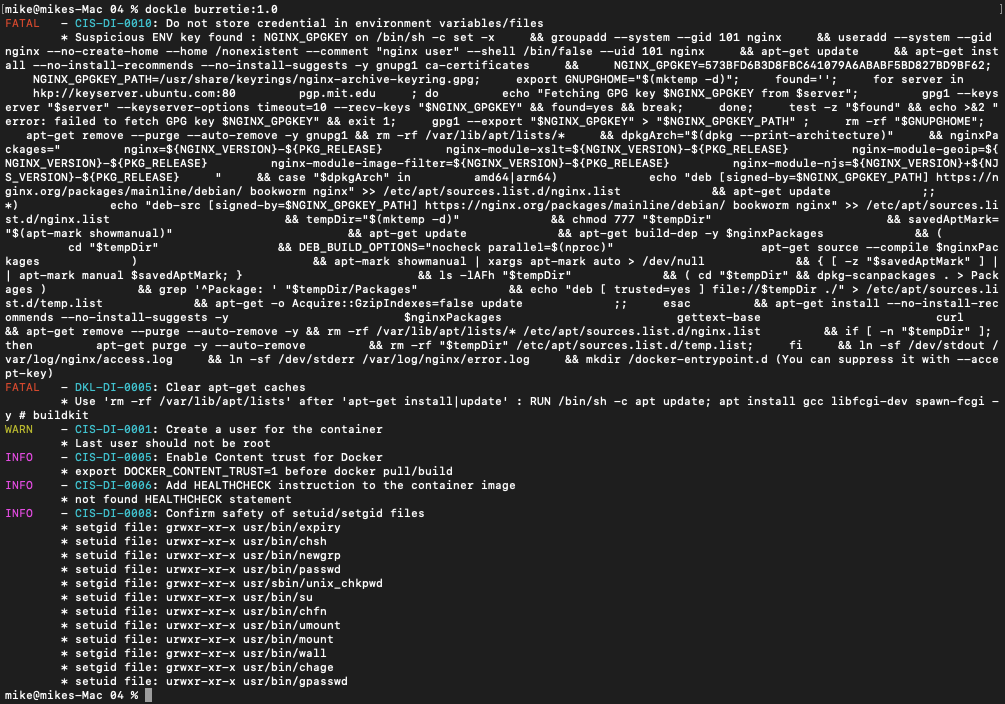 [mike@mikes-Mac 04 % dockle burretie:1.0 ]
FATAL - CIS-DI-0010: Do not store credential in environment variables/files
* Suspicious ENV key found : NGINX_GPGKEY on /bin/sh -c set -x && groupadd --system --gid 101 nginx && useradd --system --gid
nginx --no-create-home --home /nonexistent --comment "nginx user" --shell /bin/false --uid 101 nginx && apt-get update && apt-get inst
all --no-install-recommends --no-install-suggests -y gnupg1 ca-certificates && NGINX_GPGKEY=573BFD6B3D8FBC641079A6ABABF5BD827BD9BF62;
NGINX_GPGKEY_PATH=/usr/share/keyrings/nginx-archive-keyring.gpg; export GNUPGHOME="$(mktemp -d)"; found=''; for server in
hkp://keyserver.ubuntu.com:80 pgp.mit.edu ; do echo "Fetching GPG key $NGINX_GPGKEY from $server"; gpg1 --keys
erver "$server" --keyserver-options timeout=10 --recv-keys "$NGINX_GPGKEY" && found=yes && break; done; test -z "$found" && echo >&2 "
error: failed to fetch GPG key $NGINX_GPGKEY" && exit 1; gpg1 --export "$NGINX_GPGKEY" > "$NGINX_GPGKEY_PATH" ; rm -rf "$GNUPGHOME";
apt-get remove --purge --auto-remove -y gnupg1 && rm -rf /var/lib/apt/lists/* && dpkgArch="$(dpkg --print-architecture)" && nginxPa
ckages=" nginx=${NGINX_VERSION}-${PKG_RELEASE} nginx-module-xslt=${NGINX_VERSION}-${PKG_RELEASE} nginx-module-geoip=${
NGINX_VERSION}-${PKG_RELEASE} nginx-module-image-filter=${NGINX_VERSION}-${PKG_RELEASE} nginx-module-njs=${NGINX_VERSION}+${NJ
S_VERSION}-${PKG_RELEASE} " && case "$dpkgArch" in amd64|arm64) echo "deb [signed-by=$NGINX_GPGKEY_PATH] https://n
ginx.org/packages/mainline/debian/ bookworm nginx" >> /etc/apt/sources.list.d/nginx.list && apt-get update ;;
*) echo "deb-src [signed-by=$NGINX_GPGKEY_PATH] https://nginx.org/packages/mainline/debian/ bookworm nginx" >> /etc/apt/sources.li
st.d/nginx.list && tempDir="$(mktemp -d)" && chmod 777 "$tempDir" && savedAptMark=
"$(apt-mark showmanual)" && apt-get update && apt-get build-dep -y $nginxPackages && (
cd "$tempDir" && DEB_BUILD_OPTIONS="nocheck parallel=$(nproc)" apt-get source --compile $nginxPac
kages ) && apt-mark showmanual | xargs apt-mark auto > /dev/null && { [ -z "$savedAptMark" ] |
| apt-mark manual $savedAptMark; } && ls -lAFh "$tempDir" && ( cd "$tempDir" && dpkg-scanpackages . > Pack
ages ) && grep '^Package: ' "$tempDir/Packages" && echo "deb [ trusted=yes ] file://$tempDir ./" > /etc/apt/sources.li
st.d/temp.list && apt-get -o Acquire::GzipIndexes=false update ;; esac && apt-get install --no-install-rec
ommends --no-install-suggests -y $nginxPackages gettext-base curl
&& apt-get remove --purge --auto-remove -y && rm -rf /var/lib/apt/lists/* /etc/apt/sources.list.d/nginx.list && if [ -n "$tempDir" ];
then apt-get purge -y --auto-remove && rm -rf "$tempDir" /etc/apt/sources.list.d/temp.list; fi && ln -sf /dev/stdout /
var/log/nginx/access.log && ln -sf /dev/stderr /var/log/nginx/error.log && mkdir /docker-entrypoint.d (You can suppress it with --acce
pt-key)
FATAL - DKL-DI-0005: Clear apt-get caches
* Use 'rm -rf /var/lib/apt/lists' after 'apt-get install|update' : RUN /bin/sh -c apt update; apt install gcc libfcgi-dev spawn-fcgi -
y # buildkit
WARN - CIS-DI-0001: Create a user for the container
* Last user should not be root
INFO - CIS-DI-0005: Enable Content trust for Docker
* export DOCKER_CONTENT_TRUST=1 before docker pull/build
INFO - CIS-DI-0006: Add HEALTHCHECK instruction to the container image
* not found HEALTHCHECK statement
INFO - CIS-DI-0008: Confirm safety of setuid/setgid files
* setgid file: grwxr-xr-x usr/bin/expiry
* setuid file: urwxr-xr-x usr/bin/chsh
* setuid file: urwxr-xr-x usr/bin/newgrp
* setuid file: urwxr-xr-x usr/bin/passwd
* setgid file: grwxr-xr-x usr/sbin/unix_chkpwd
* setuid file: urwxr-xr-x usr/bin/su
* setuid file: urwxr-xr-x usr/bin/chfn
* setuid file: urwxr-xr-x usr/bin/umount
* setuid file: urwxr-xr-x usr/bin/mount
* setgid file: grwxr-xr-x usr/bin/wall
* setgid file: grwxr-xr-x usr/bin/chage
* setuid file: urwxr-xr-x usr/bin/gpasswd
mike@mikes-Mac 04 %